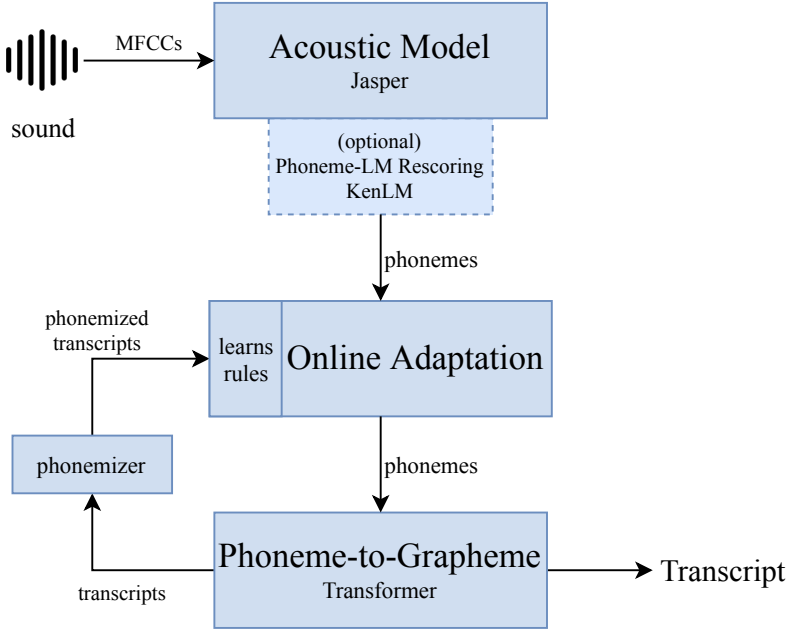 MFCCs
sound
Acoustic Model
Jasper
(optional)
Phoneme-LM Rescoring
KenLM
phonemes
phonemized
transcripts
learns
rules
Online Adaptation
phonemizer
phonemes
Phoneme-to-Grapheme
Transformer
transcripts
Transcript